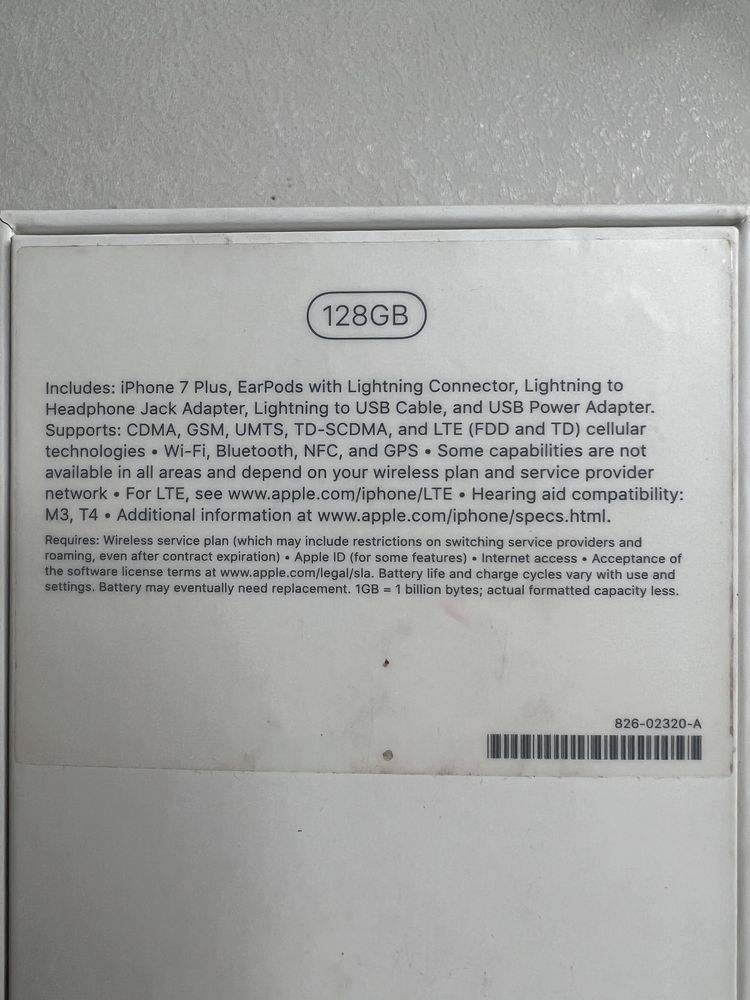 128GB
Includes: iPhone 7 Plus, EarPods with Lightning Connector, Lightning to
Headphone Jack Adapter, Lightning to USB Cable, and USB Power Adapter.
Supports: CDMA, GSM, UMTS, TD-SCDMA, and LTE (FDD and TD) cellular
technologies • Wi-Fi, Bluetooth, NFC, and GPS • Some capabilities are not
available in all areas and depend on your wireless plan and service provider
network • For LTE, see www.apple.com/iphone/LTE • Hearing aid compatibility:
M3, T4 • Additional information at www.apple.com/iphone/specs.html.
Requires: Wireless service plan (which may include restrictions on switching service providers and
roaming, even after contract expiration) • Apple ID (for some features) • Internet access • Acceptance of
the software license terms at www.apple.com/legal/sla. Battery life and charge cycles vary with use and
settings. Battery may eventually need replacement. 1GB = 1 billion bytes; actual formatted capacity less.
826-02320-A